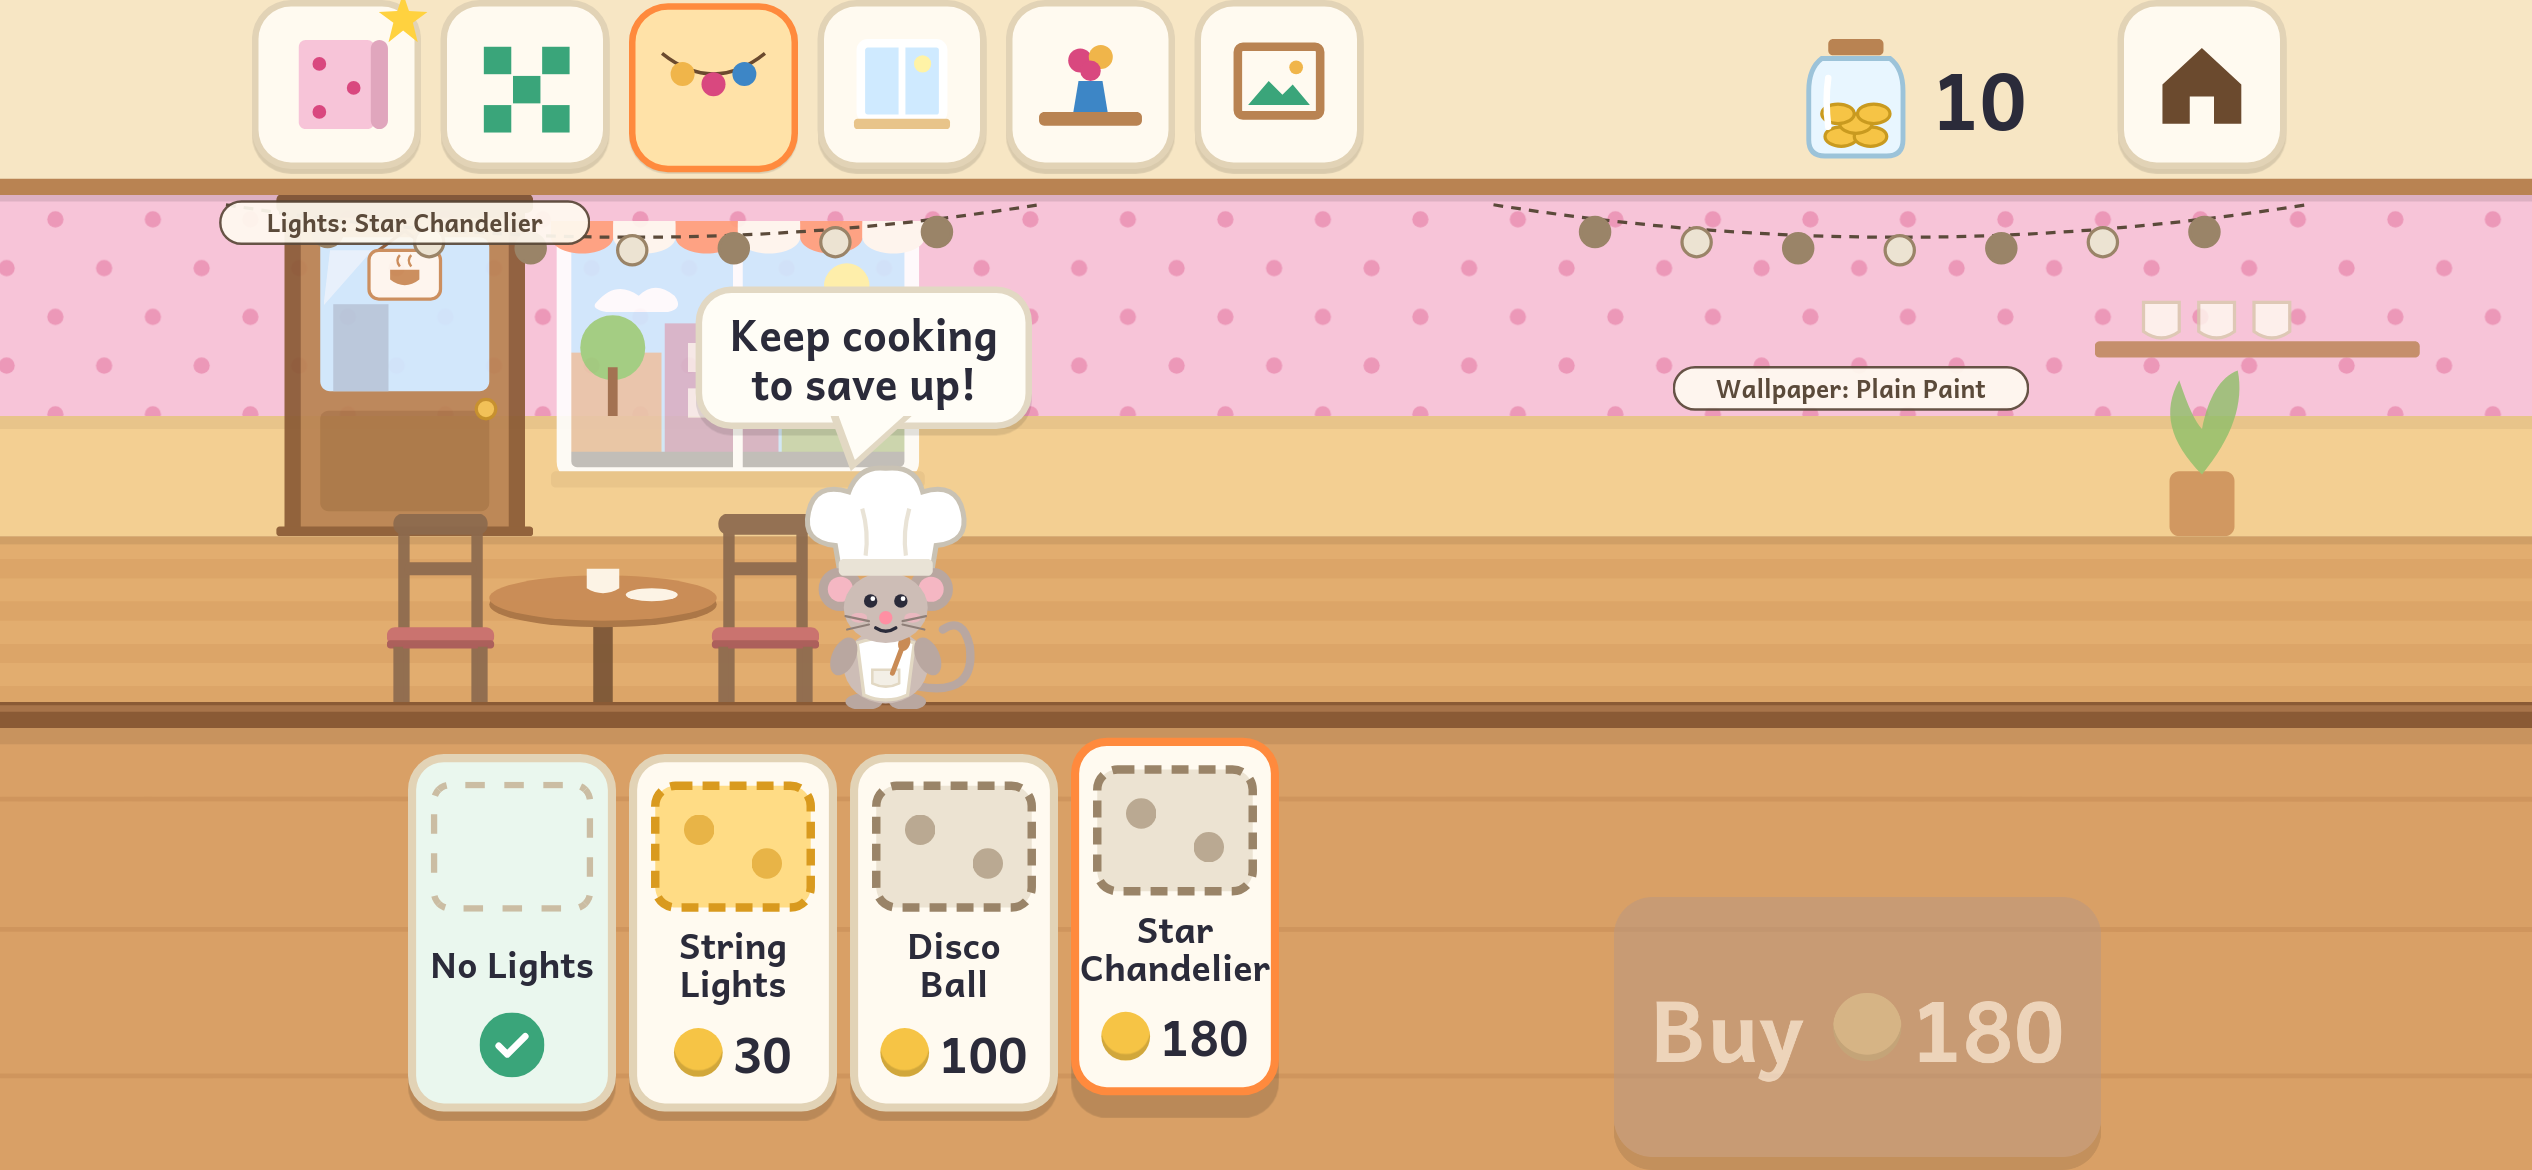 10
Lights: Star Chandelier
Keep cooking
to save up!
Wallpaper: Plain Paint
No Lights
String
Lights
30
Disco
Ball
100
Star
Chandelier
180
Buy 180